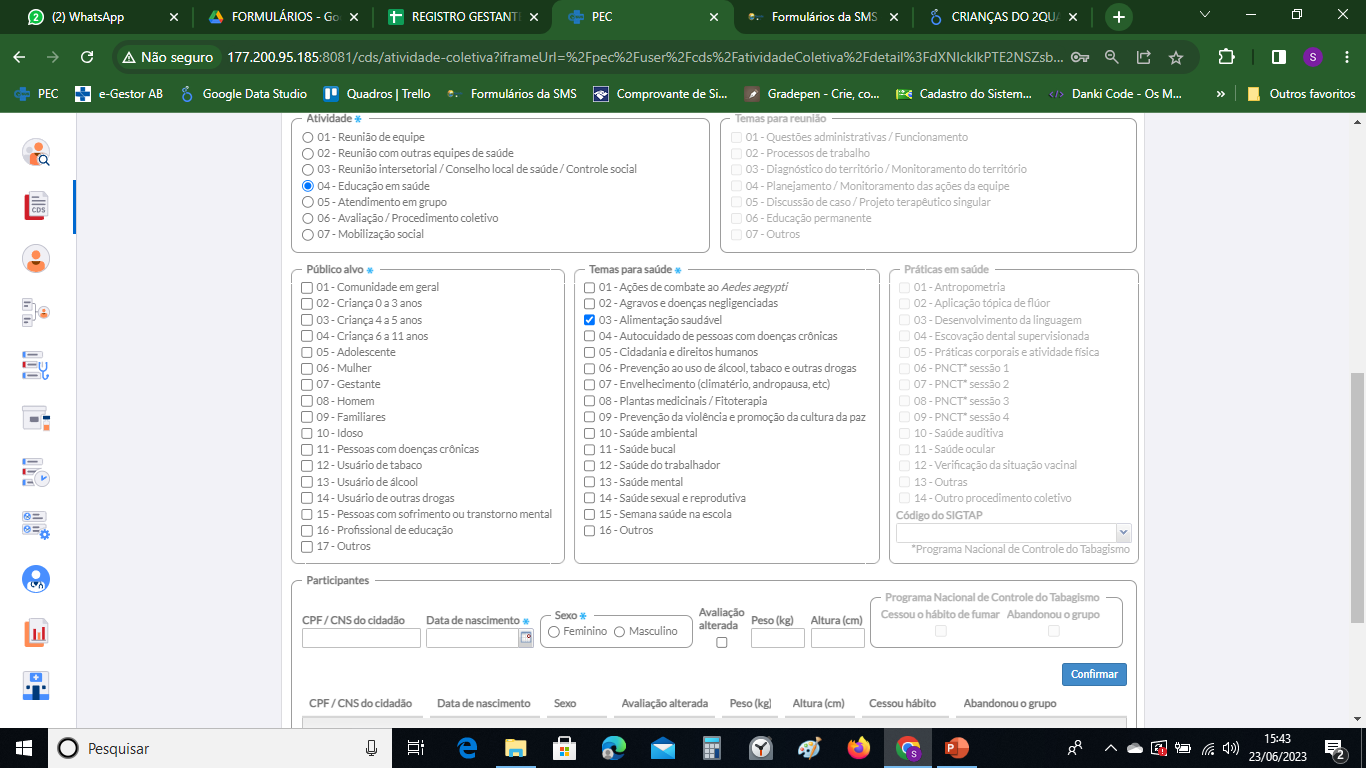 (2) WhatsApp
FORMULÁRIOS - Go
REGISTRO GESTANT
PEC
Formulários da SMS
CRIANÇAS DO 2QUA
Não seguro
177.200.95.185:8081/cds/atividade-coletiva?iframeUrl=%2Fpec%2Fuser%2Fcds%2FatividadeColetiva%2Fdetail%3FdXNlcklkPTE2NSZsb...
S
PEC
e-Gestor AB
Google Data Studio
Quadros | Trello
Formulários da SMS
Comprovante de Si...
Gradepen - Crie, co...
Cadastro do Sistem...
Danki Code - Os M...
»
Outros favoritos
CDS
Atividade *
01 - Reunião de equipe
02 - Reunião com outras equipes de saúde
03 - Reunião intersetorial / Conselho local de saúde / Controle social
04 - Educação em saúde
05 - Atendimento em grupo
06 - Avaliação / Procedimento coletivo
07 - Mobilização social
Temas para reunião
01 - Questões administrativas / Funcionamento
02 - Processos de trabalho
03 - Diagnóstico do território / Monitoramento do território
04 - Planejamento / Monitoramento das ações da equipe
05 - Discussão de caso / Projeto terapêutico singular
06 - Educação permanente
07 - Outros
Público alvo *
01 - Comunidade em geral
02 - Criança 0 a 3 anos
03 - Criança 4 a 5 anos
04 - Criança 6 a 11 anos
05 - Adolescente
06 - Mulher
07 - Gestante
08 - Homem
09 - Familiares
10 - Idoso
11 - Pessoas com doenças crônicas
12 - Usuário de tabaco
13 - Usuário de álcool
14 - Usuário de outras drogas
15 - Pessoas com sofrimento ou transtorno mental
16 - Profissional de educação
17 - Outros
Temas para saúde *
01 - Ações de combate ao Aedes aegypti
02 - Agravos e doenças negligenciadas
03 - Alimentação saudável
04 - Autocuidado de pessoas com doenças crônicas
05 - Cidadania e direitos humanos
06 - Prevenção ao uso de álcool, tabaco e outras drogas
07 - Envelhecimento (climatério, andropausa, etc)
08 - Plantas medicinais / Fitoterapia
09 - Prevenção da violência e promoção da cultura da paz
10 - Saúde ambiental
11 - Saúde bucal
12 - Saúde do trabalhador
13 - Saúde mental
14 - Saúde sexual e reprodutiva
15 - Semana saúde na escola
16 - Outros
Práticas em saúde
01 - Antropometria
02 - Aplicação tópica de flúor
03 - Desenvolvimento da linguagem
04 - Escovação dental supervisionada
05 - Práticas corporais e atividade física
06 - PNCT* sessão 1
07 - PNCT* sessão 2
08 - PNCT* sessão 3
09 - PNCT* sessão 4
10 - Saúde auditiva
11 - Saúde ocular
12 - Verificação da situação vacinal
13 - Outras
14 - Outro procedimento coletivo
Código do SIGTAP
*Programa Nacional de Controle do Tabagismo
Participantes
CPF / CNS do cidadão
Data de nascimento *
Sexo *
Feminino
Masculino
Avaliação
alterada
Peso (kg)
Altura (cm)
Programa Nacional de Controle do Tabagismo
Cessou o hábito de fumar
Abandonou o grupo
Confirmar
CPF / CNS do cidadão
Data de nascimento
Sexo
Avaliação alterada
Peso (kg)
Altura (cm)
Cessou hábito
Abandonou o grupo
Pesquisar
S
15:43
23/06/2023
2